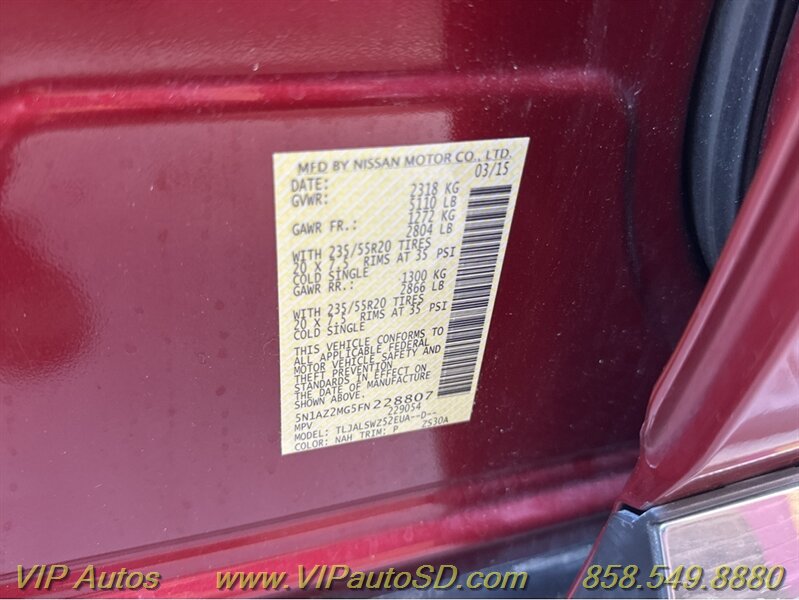 MFD BY NISSAN MOTOR CO., LTD.
DATE: 03/15
GVWR: 2318 KG
5110 LB
GAWR FR.: 1272 KG
2804 LB
WITH 235/55R20 TIRES
20 X 7.5 RIMS AT 35 PSI
COLD SINGLE
GAWR RR.: 1300 KG
2866 LB
WITH 235/55R20 TIRES
20 X 7.5 RIMS AT 35 PSI
COLD SINGLE
THIS VEHICLE CONFORMS TO
ALL APPLICABLE FEDERAL
MOTOR VEHICLE SAFETY AND
THEFT PREVENTION
STANDARDS IN EFFECT ON
THE DATE OF MANUFACTURE
SHOWN ABOVE.
5N1AZ2MG5FN228807
229054
MPV
MODEL: TLJALSWZ52EUA--D--
COLOR: NAH TRIM: P Z530A
VIP Autos www.VIPautoSD.com 858.549.8880